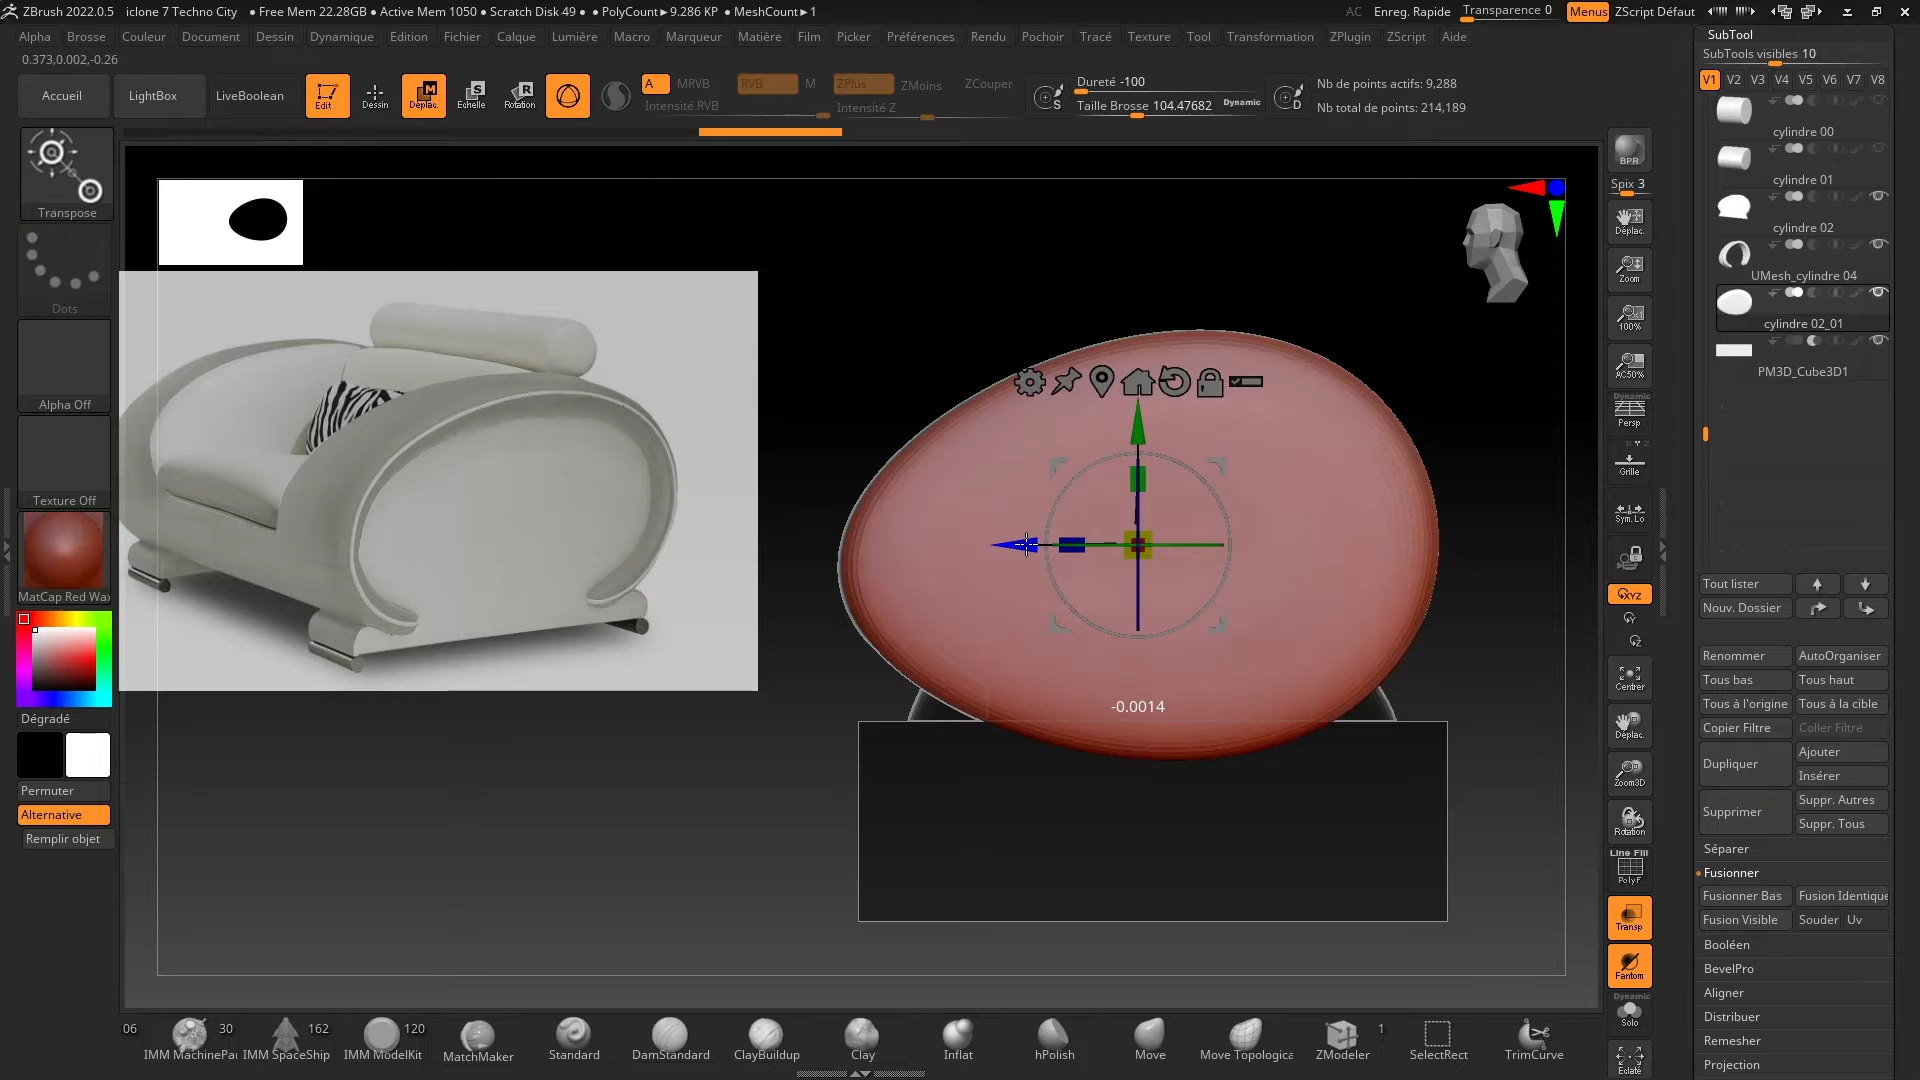 ZBrush 2022.0.5 iclone 7 Techno City • Free Mem 22.28GB • Active Mem 1050 • Scratch Disk 49 • • PolyCount► 9.286 KP • MeshCount► 1 AC Enreg. Rapide Transparence 0 Menus ZScript Défaut
Alpha Brosse Couleur Document Dessin Dynamique Edition Fichier Calque Lumière Macro Marqueur Matière Film Picker Préférences Rendu Pochoir Tracé Texture Tool Transformation ZPlugin ZScript Aide
0.373,0.002,-0.26
Accueil LightBox LiveBoolean Edit Dessin Déplac. Echelle Rotation
A MRVB RVB M ZPlus ZMoins ZCouper
Intensité RVB Intensité Z
Dureté -100
Taille Brosse 104.47682 Dynamic
Nb de points actifs: 9,288
Nb total de points: 214,189
Transpose
Dots
Alpha Off
Texture Off
MatCap Red Wax
Dégradé
Permuter
Alternative
Remplir objet
-0.0014
BPR
Spix 3
Déplac.
Zoom
100%
AC50%
Dynamic
Persp
Grille
Sym. Lo
XYZ
Y
Z
Centrer
Déplac.
Zoom3D
Rotation
Line Fill
PolyF
Transp
Fantom
Dynamic
Solo
Eclaté
SubTool
SubTools visibles 10
V1 V2 V3 V4 V5 V6 V7 V8
cylindre 00
cylindre 01
cylindre 02
UMesh_cylindre 04
cylindre 02_01
PM3D_Cube3D1
Tout lister
Nouv. Dossier
Renommer AutoOrganiser
Tous bas Tous haut
Tous à l'origine Tous à la cible
Copier Filtre Coller Filtre
Dupliquer Ajouter
Insérer
Supprimer Suppr. Autres
Suppr. Tous
Séparer
Fusionner
Fusionner Bas Fusion Identique
Fusion Visible Souder Uv
Booléen
BevelPro
Aligner
Distribuer
Remesher
Projection
06 30 162 120 1
IMM MachinePar IMM SpaceShip IMM ModelKit MatchMaker Standard DamStandard ClayBuildup Clay Inflat hPolish Move Move Topologica ZModeler SelectRect TrimCurve